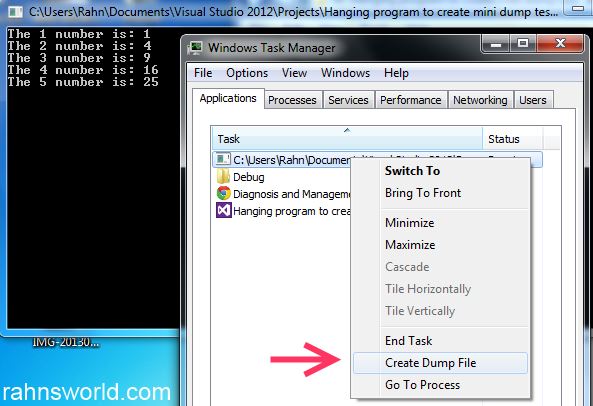 C:\Users\Rahn\Documents\Visual Studio 2012\Projects\Hanging program to create mini dump tes...
The 1 number is: 1
The 2 number is: 4
The 3 number is: 9
The 4 number is: 16
The 5 number is: 25
Windows Task Manager
File Options View Windows Help
Applications Processes Services Performance Networking Users
Task Status
C:\Users\Rahn\Documents
Debug
Diagnosis and Manageme
Hanging program to crea
Switch To
Bring To Front
Minimize
Maximize
Cascade
Tile Horizontally
Tile Vertically
End Task
Create Dump File
Go To Process
IMG-20130...
rahnsworld.com